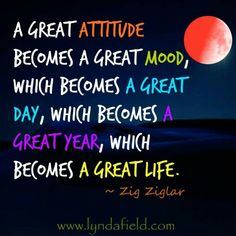 A GREAT ATTITUDE
BECOMES A GREAT MOOD,
WHICH BECOMES A GREAT
DAY, WHICH BECOMES A
GREAT YEAR, WHICH
BECOMES A GREAT LIFE.
~ Zig Ziglar
www.lyndafield.com